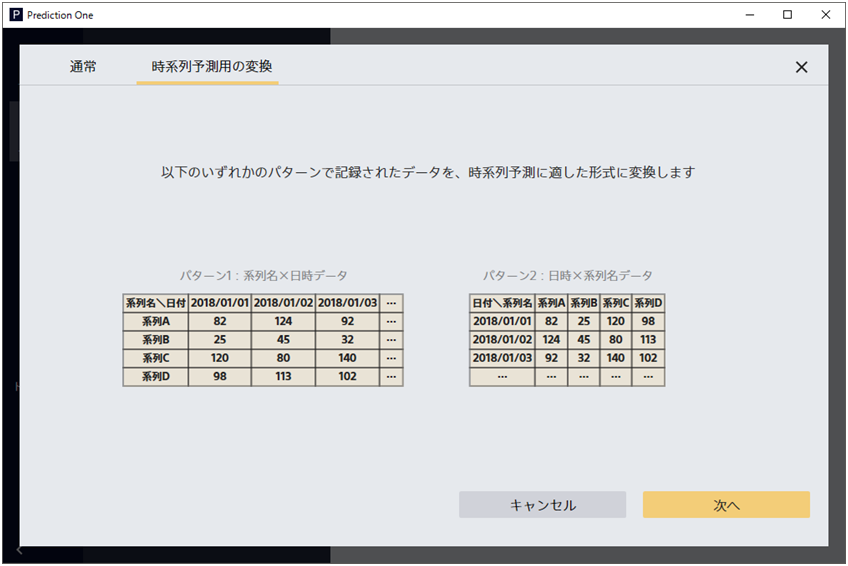 Prediction One
通常 時系列予測用の変換
以下のいずれかのパターンで記録されたデータを、時系列予測に適した形式に変換します
パターン1：系列名×日時データ
系列名＼日付 2018/01/01 2018/01/02 2018/01/03 …
系列A 82 124 92 …
系列B 25 45 32 …
系列C 120 80 140 …
系列D 98 113 102 …
パターン2：日時×系列名データ
日付＼系列名 系列A 系列B 系列C 系列D
2018/01/01 82 25 120 98
2018/01/02 124 45 80 113
2018/01/03 92 32 140 102
… … … … …
キャンセル 次へ